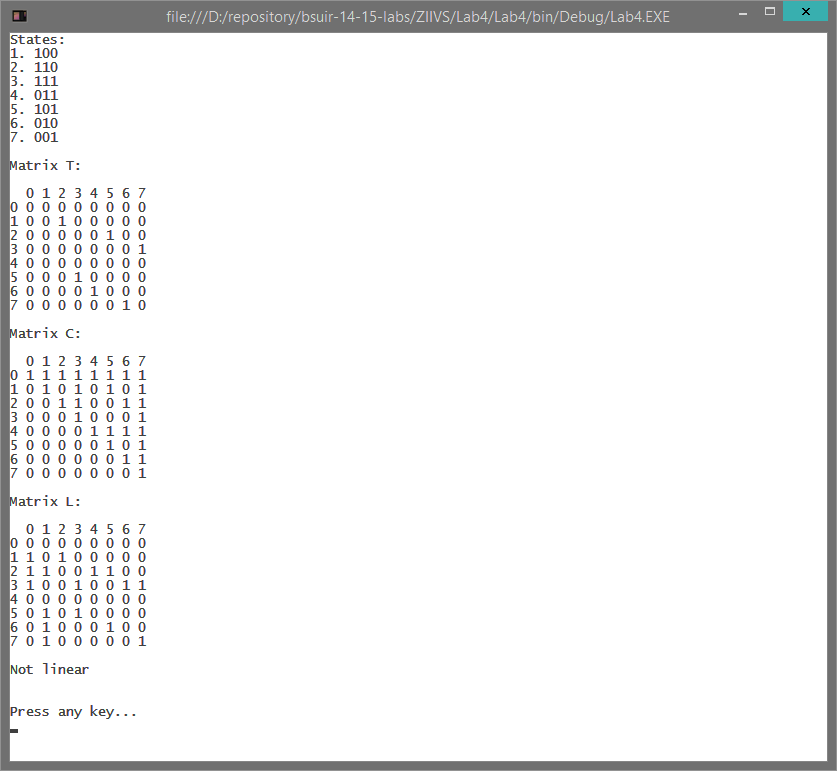 file:///D:/repository/bsuir-14-15-labs/ZIIVS/Lab4/Lab4/bin/Debug/Lab4.EXE
States:
1. 100
2. 110
3. 111
4. 011
5. 101
6. 010
7. 001
Matrix T:
0 1 2 3 4 5 6 7
0 0 0 0 0 0 0 0 0
1 0 0 1 0 0 0 0 0
2 0 0 0 0 0 1 0 0
3 0 0 0 0 0 0 0 1
4 0 0 0 0 0 0 0 0
5 0 0 0 1 0 0 0 0
6 0 0 0 0 1 0 0 0
7 0 0 0 0 0 0 1 0
Matrix C:
0 1 2 3 4 5 6 7
0 1 1 1 1 1 1 1 1
1 0 1 0 1 0 1 0 1
2 0 0 1 1 0 0 1 1
3 0 0 0 1 0 0 0 1
4 0 0 0 0 1 1 1 1
5 0 0 0 0 0 1 0 1
6 0 0 0 0 0 0 1 1
7 0 0 0 0 0 0 0 1
Matrix L:
0 1 2 3 4 5 6 7
0 0 0 0 0 0 0 0 0
1 1 0 1 0 0 0 0 0
2 1 1 0 0 1 1 0 0
3 1 0 0 1 0 0 1 1
4 0 0 0 0 0 0 0 0
5 0 1 0 1 0 0 0 0
6 0 1 0 0 0 1 0 0
7 0 1 0 0 0 0 0 1
Not linear
Press any key...